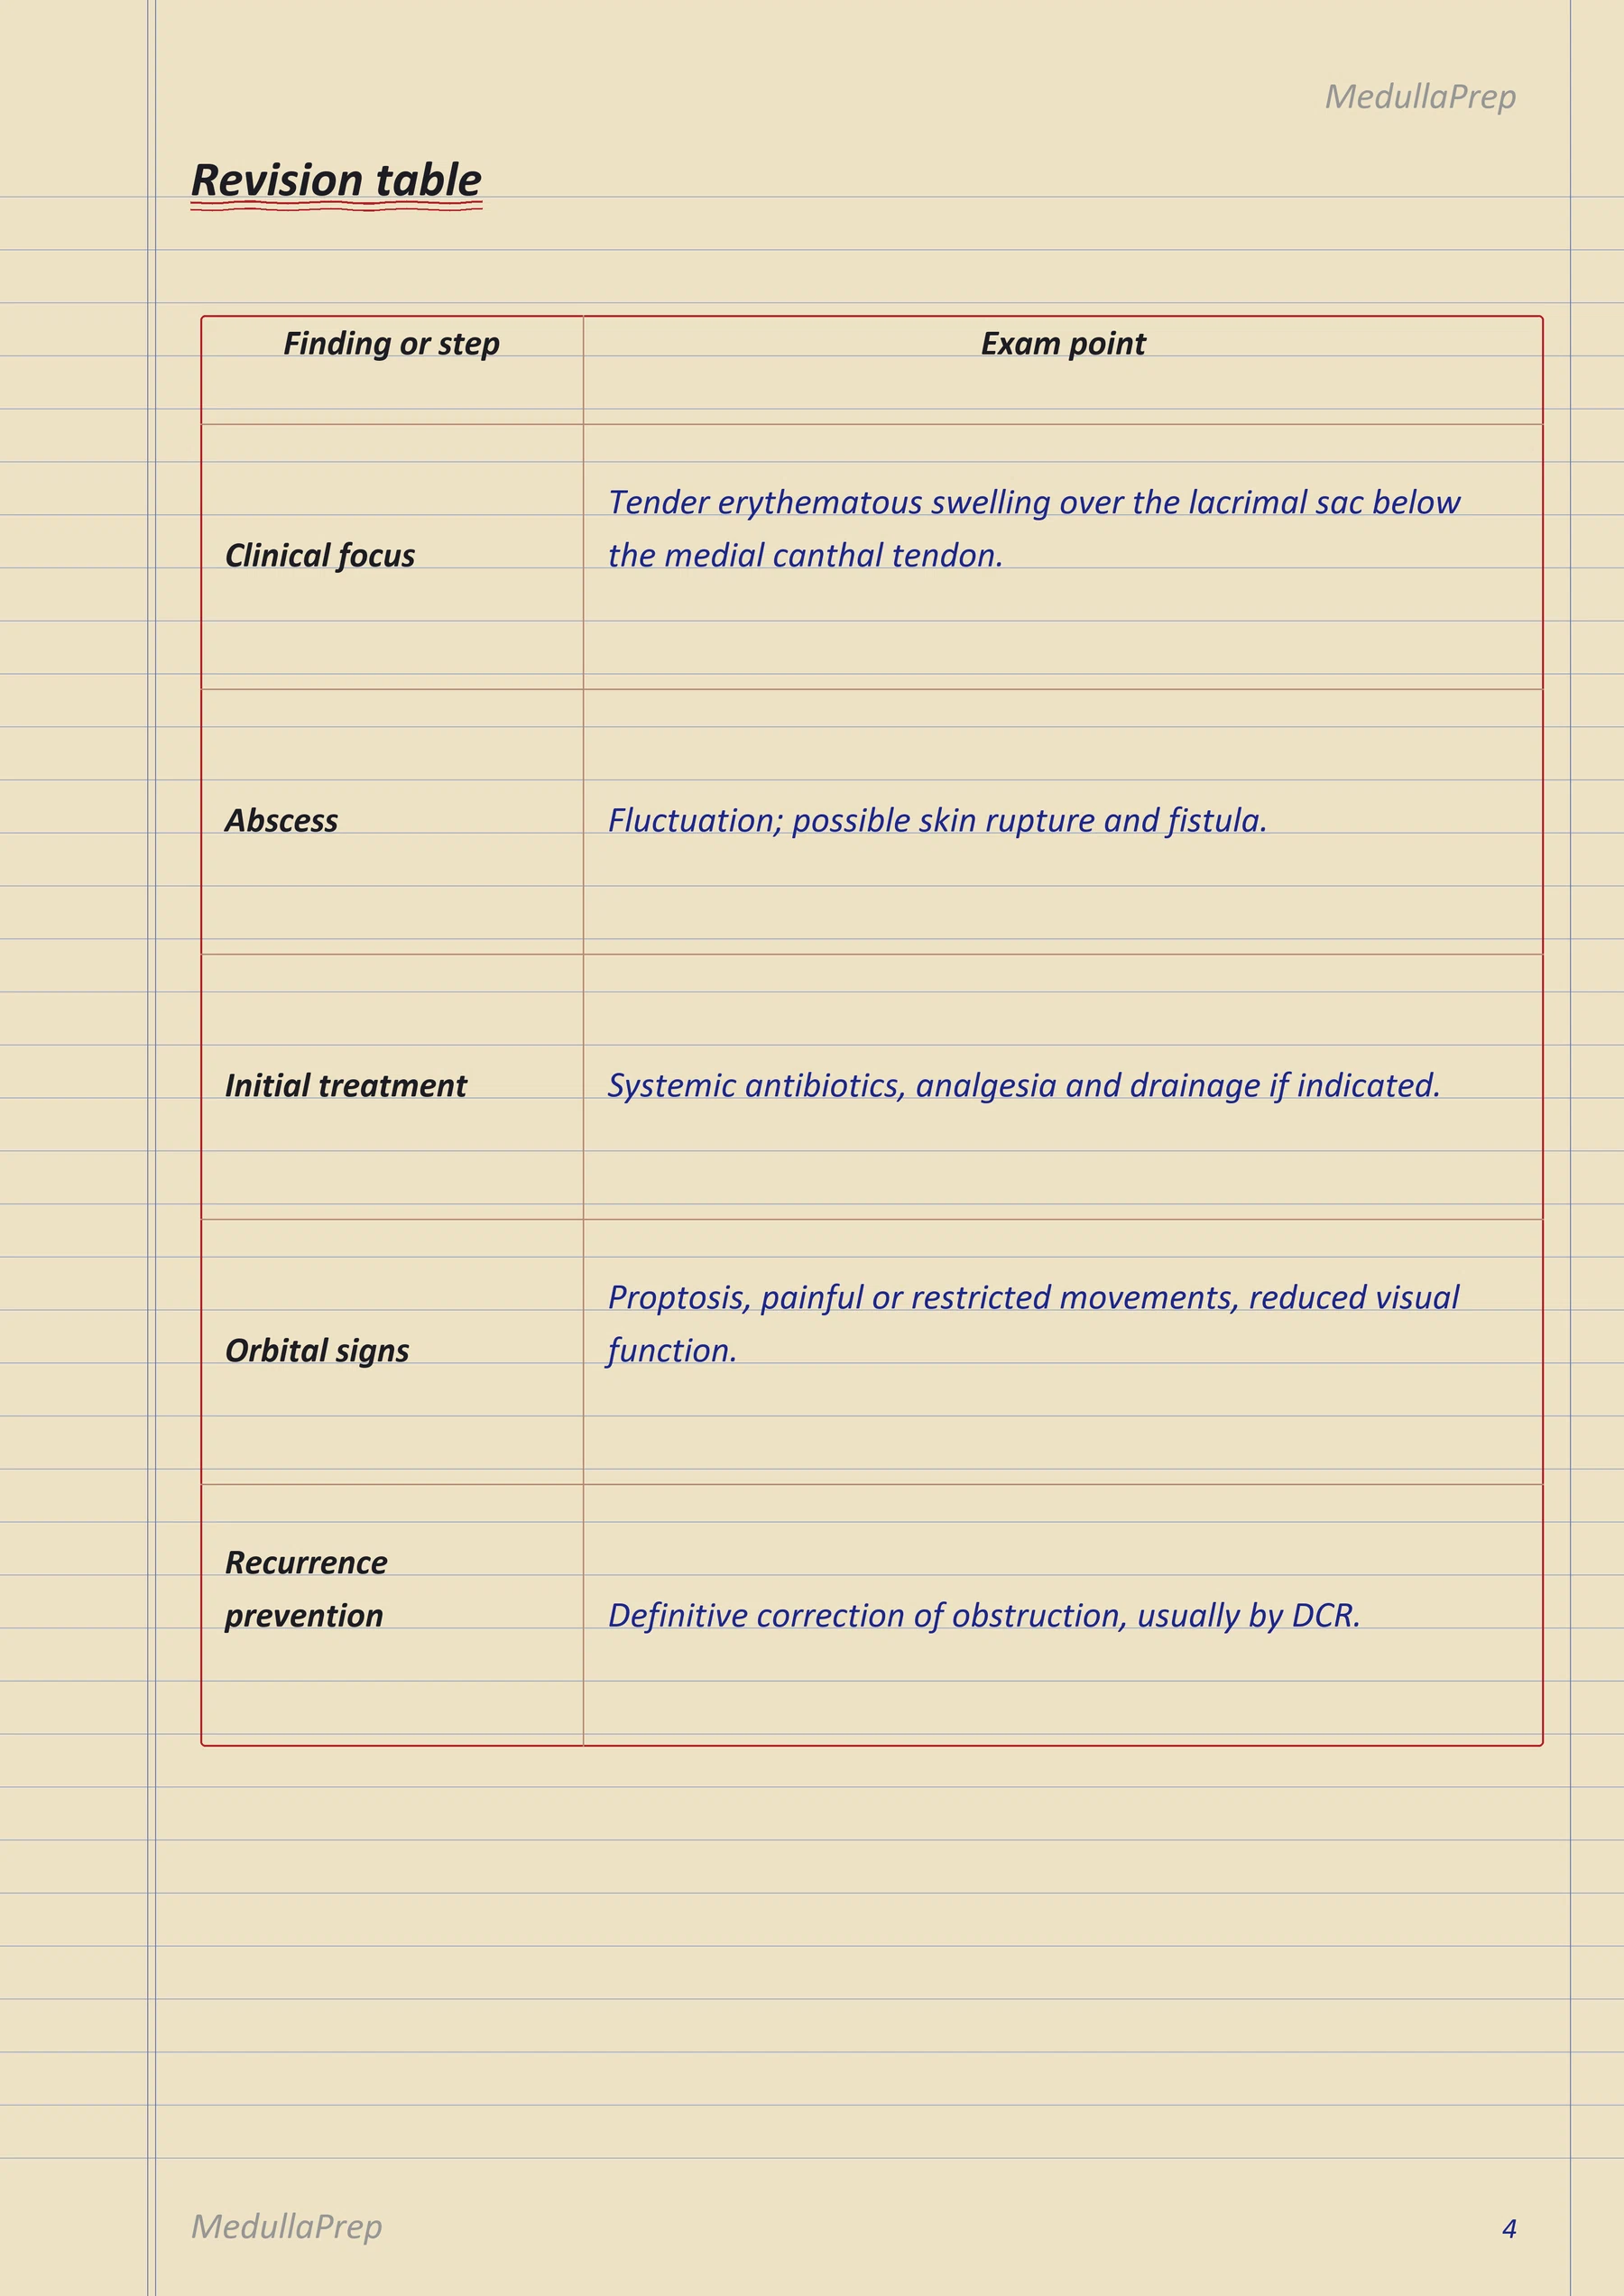 MedullaPrep
Revision table
Finding or step
Exam point
Clinical focus
Tender erythematous swelling over the lacrimal sac below
the medial canthal tendon.
Abscess
Fluctuation; possible skin rupture and fistula.
Initial treatment
Systemic antibiotics, analgesia and drainage if indicated.
Orbital signs
Proptosis, painful or restricted movements, reduced visual
function.
Recurrence
prevention
Definitive correction of obstruction, usually by DCR.
MedullaPrep
4